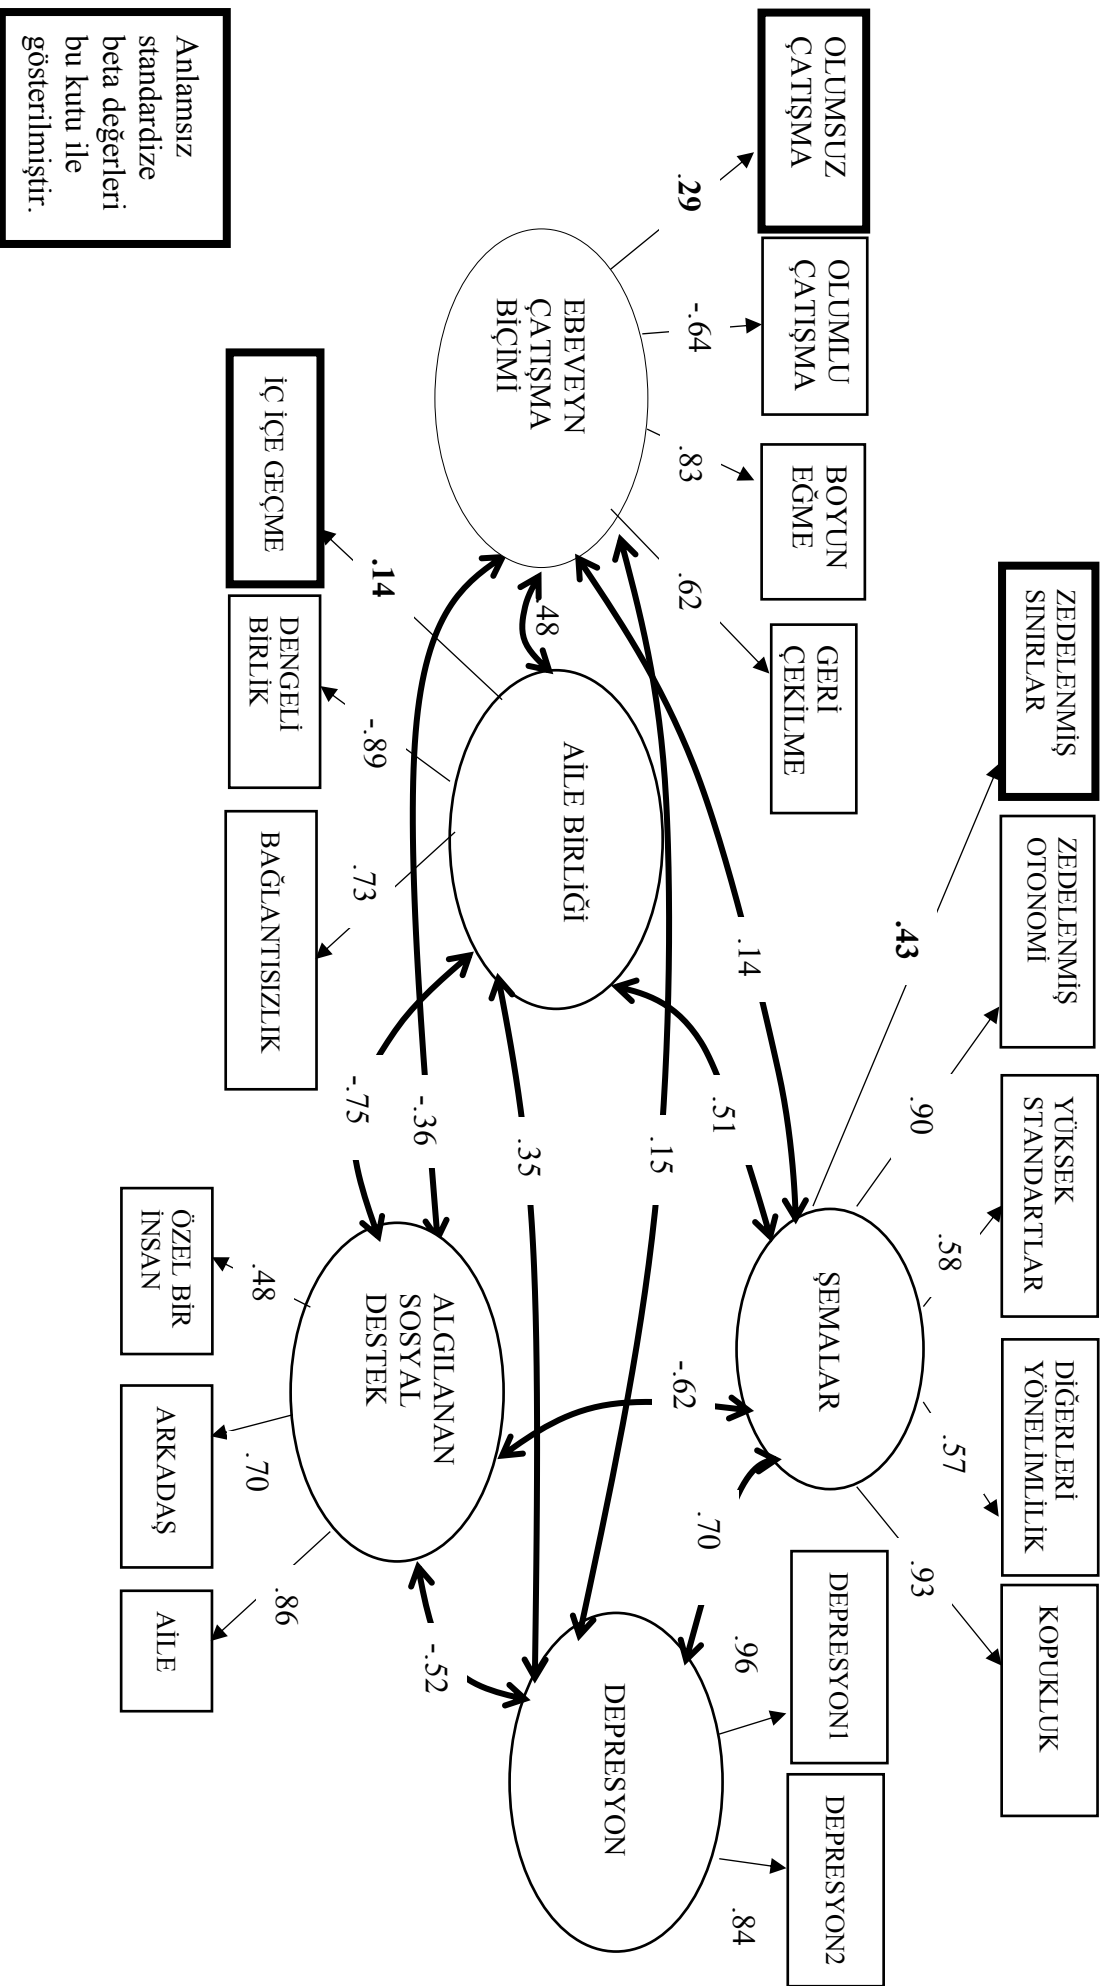 ZEDELENMİŞ
SINIRLAR
ZEDELENMİŞ
OTONOMİ
YÜKSEK
STANDARTLAR
DİĞERLERİ
YÖNELİMLİLİK
KOPUKLUK
.43
.90
.58
.57
.93
OLUMSUZ
ÇATIŞMA
OLUMLU
ÇATIŞMA
BOYUN
EĞME
GERİ
ÇEKİLME
ŞEMALAR
DEPRESYON1
DEPRESYON2
.29
-.64
.83
.62
.14
.51
.15
-.62
.70
.96
.84
EBEVEYN
ÇATIŞMA
BİÇİMİ
.48
AİLE BİRLİĞİ
.35
DEPRESYON
.14
-.89
.73
-.36
-.75
ALGILANAN
SOSYAL
DESTEK
-.52
İÇ İÇE GEÇME
DENGELİ
BİRLİK
BAĞLANTISIZLIK
.48
.70
.86
ÖZEL BİR
İNSAN
ARKADAŞ
AİLE
Anlamsız
standardize
beta değerleri
bu kutu ile
gösterilmiştir.